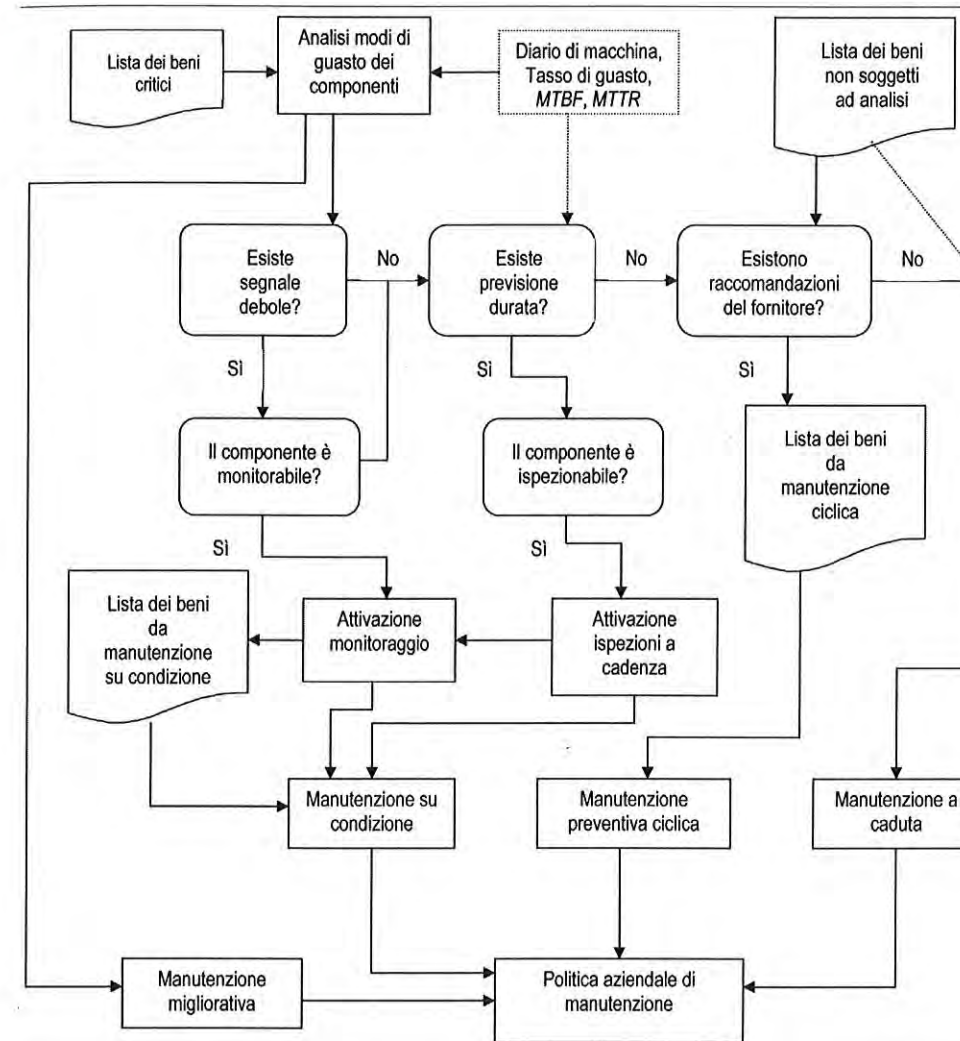 Lista dei beni
critici
Analisi modi di
guasto dei
componenti
Diario di macchina,
Tasso di guasto,
MTBF, MTTR
Lista dei beni
non soggetti
ad analisi
Esiste
segnale
debole?
No
Esiste
previsione
durata?
No
Esistono
raccomandazioni
del fornitore?
No
Sì
Sì
Sì
Il componente è
monitorabile?
Il componente è
ispezionabile?
Lista dei beni
da
manutenzione
ciclica
Sì
Sì
Lista dei beni
da
manutenzione
su condizione
Attivazione
monitoraggio
Attivazione
ispezioni a
cadenza
Manutenzione su
condizione
Manutenzione
preventiva ciclica
Manutenzione a
caduta
Manutenzione
migliorativa
Politica aziendale di
manutenzione